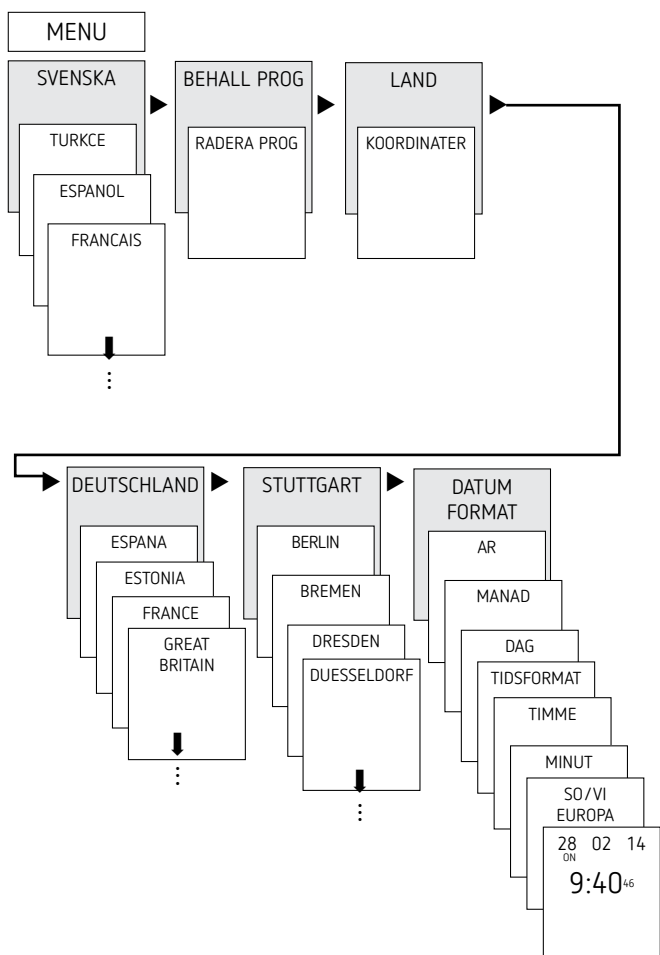 MENU
SVENSKA
TURKCE
ESPANOL
FRANCAIS
BEHALL PROG
RADERA PROG
LAND
KOORDINATER
DEUTSCHLAND
ESPANA
ESTONIA
FRANCE
GREAT
BRITAIN
STUTTGART
BERLIN
BREMEN
DRESDEN
DUESSELDORF
DATUM
FORMAT
AR
MANAD
DAG
TIDSFORMAT
TIMME
MINUT
SO/VI
EUROPA
28 02 14
ON
9:40 46